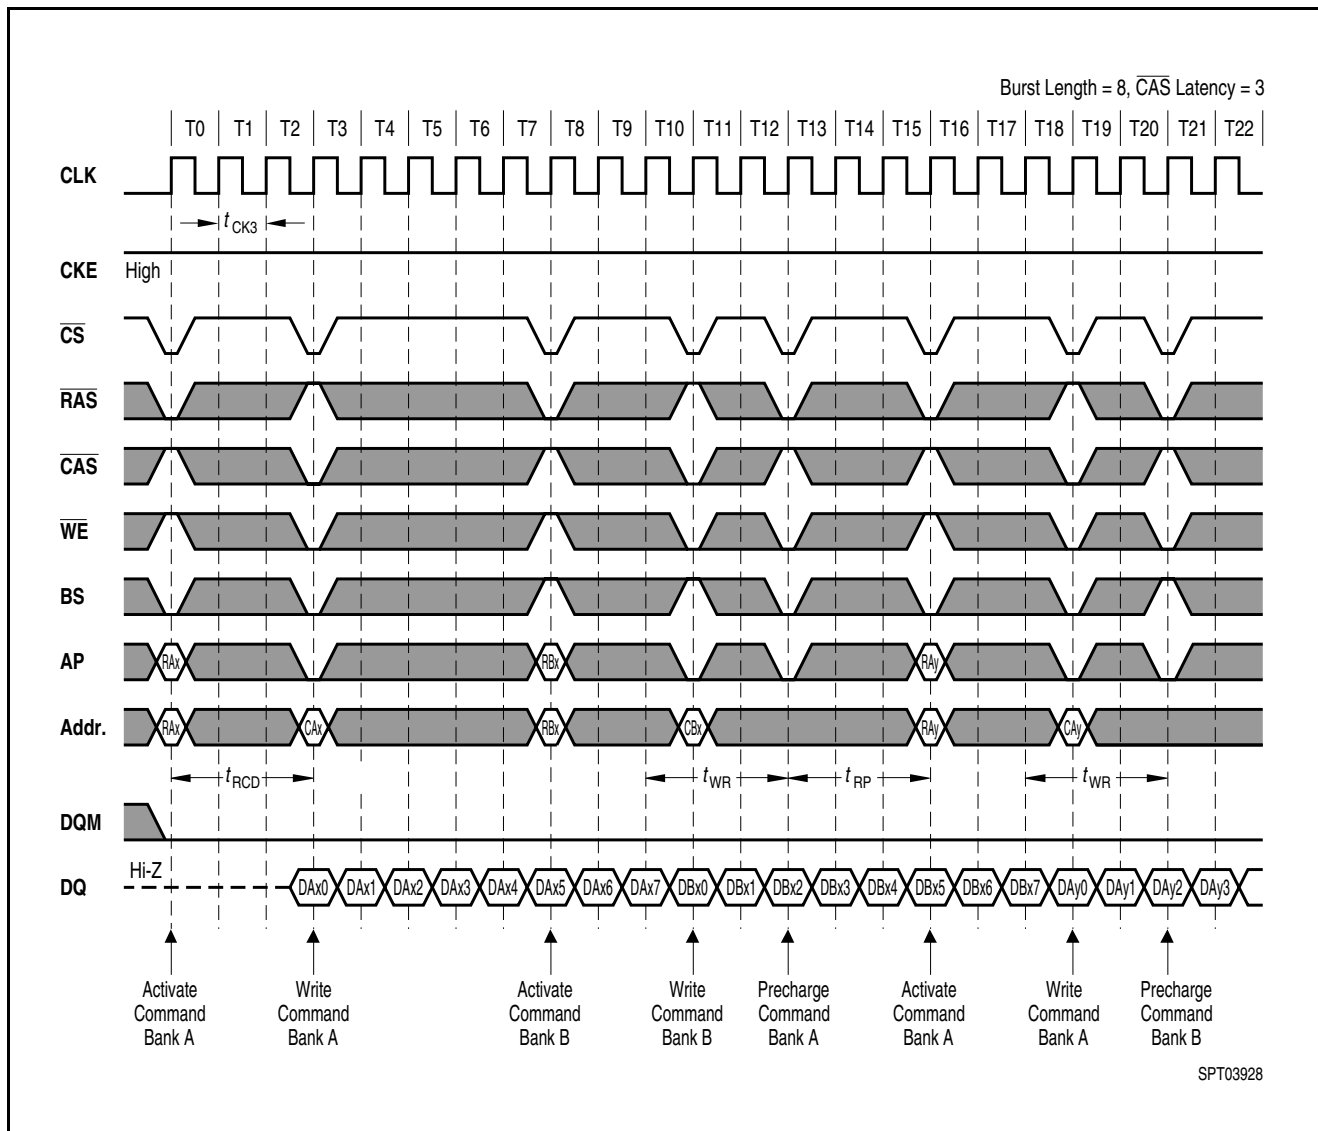 Burst Length = 8, CAS Latency = 3
T0 T1 T2 T3 T4 T5 T6 T7 T8 T9 T10 T11 T12 T13 T14 T15 T16 T17 T18 T19 T20 T21 T22
CLK
tCK3
CKE High
CS
RAS
CAS
WE
BS
AP RAx RBx RAy
Addr. RAx CAx RBx CBx RAy CAy
tRCD tWR tRP tWR
DQM
Hi-Z
DQ DAx0 DAx1 DAx2 DAx3 DAx4 DAx5 DAx6 DAx7 DBx0 DBx1 DBx2 DBx3 DBx4 DBx5 DBx6 DBx7 DAy0 DAy1 DAy2 DAy3
Activate Command Bank A
Write Command Bank A
Activate Command Bank B
Write Command Bank B
Precharge Command Bank A
Activate Command Bank A
Write Command Bank A
Precharge Command Bank B
SPT03928